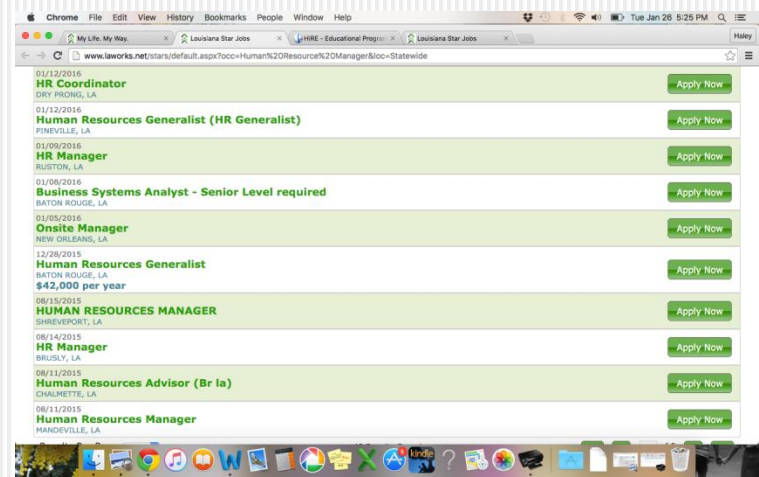 Chrome File Edit View History Bookmarks People Window Help Tue Jan 26 5:25 PM
My Life. My Way. Louisiana Star Jobs HiRE - Educational Progra Louisiana Star Jobs Haley
www.laworks.net/stars/default.aspx?occ=Human%20Resource%20Manager&loc=Statewide
01/12/2016
HR Coordinator
DRY PRONG, LA
Apply Now
01/12/2016
Human Resources Generalist (HR Generalist)
PINEVILLE, LA
Apply Now
01/09/2016
HR Manager
RUSTON, LA
Apply Now
01/08/2016
Business Systems Analyst - Senior Level required
BATON ROUGE, LA
Apply Now
01/05/2016
Onsite Manager
NEW ORLEANS, LA
Apply Now
12/28/2015
Human Resources Generalist
BATON ROUGE, LA
$42,000 per year
Apply Now
08/15/2015
HUMAN RESOURCES MANAGER
SHREVEPORT, LA
Apply Now
08/14/2015
HR Manager
BRUSLY, LA
Apply Now
08/11/2015
Human Resources Advisor (Br la)
CHALMETTE, LA
Apply Now
08/11/2015
Human Resources Manager
MANDEVILLE, LA
Apply Now
kindle